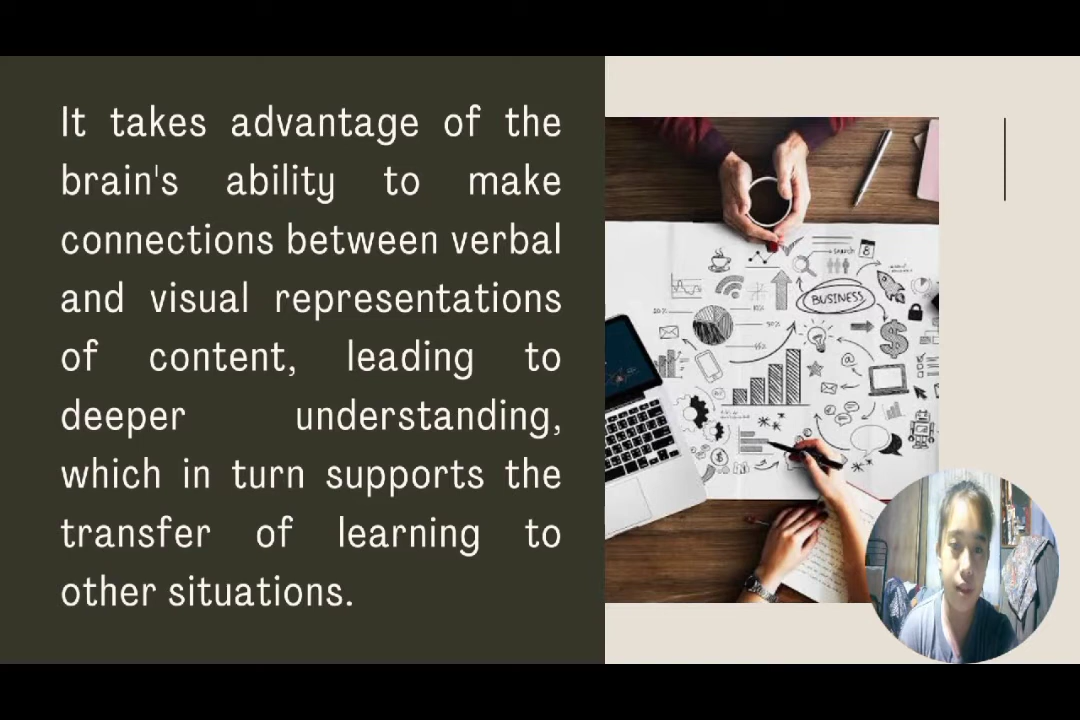 It takes advantage of the
brain's ability to make
connections between verbal
and visual representations
of content, leading to
deeper understanding,
which in turn supports the
transfer of learning to
other situations.
search
BUSINESS